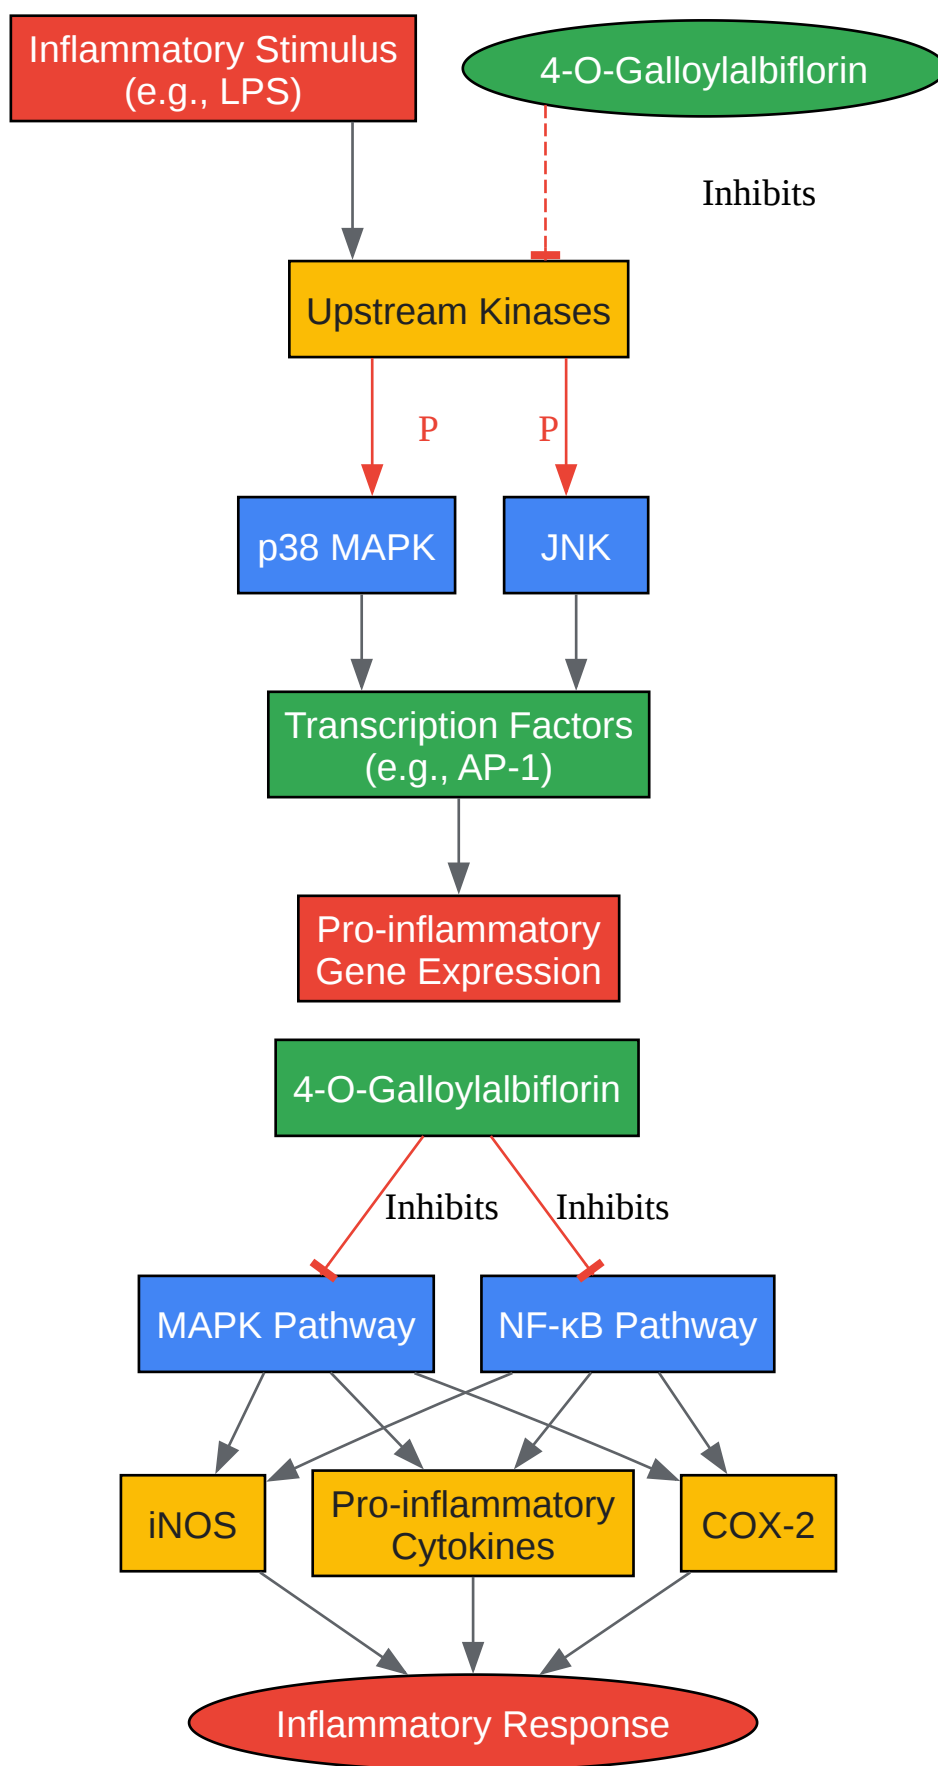 Inflammatory Stimulus
(e.g., LPS)
4-O-Galloylalbiflorin
Inhibits
Upstream Kinases
P
P
p38 MAPK
JNK
Transcription Factors
(e.g., AP-1)
Pro-inflammatory
Gene Expression
4-O-Galloylalbiflorin
Inhibits
Inhibits
MAPK Pathway
NF-κB Pathway
iNOS
Pro-inflammatory
Cytokines
COX-2
Inflammatory Response